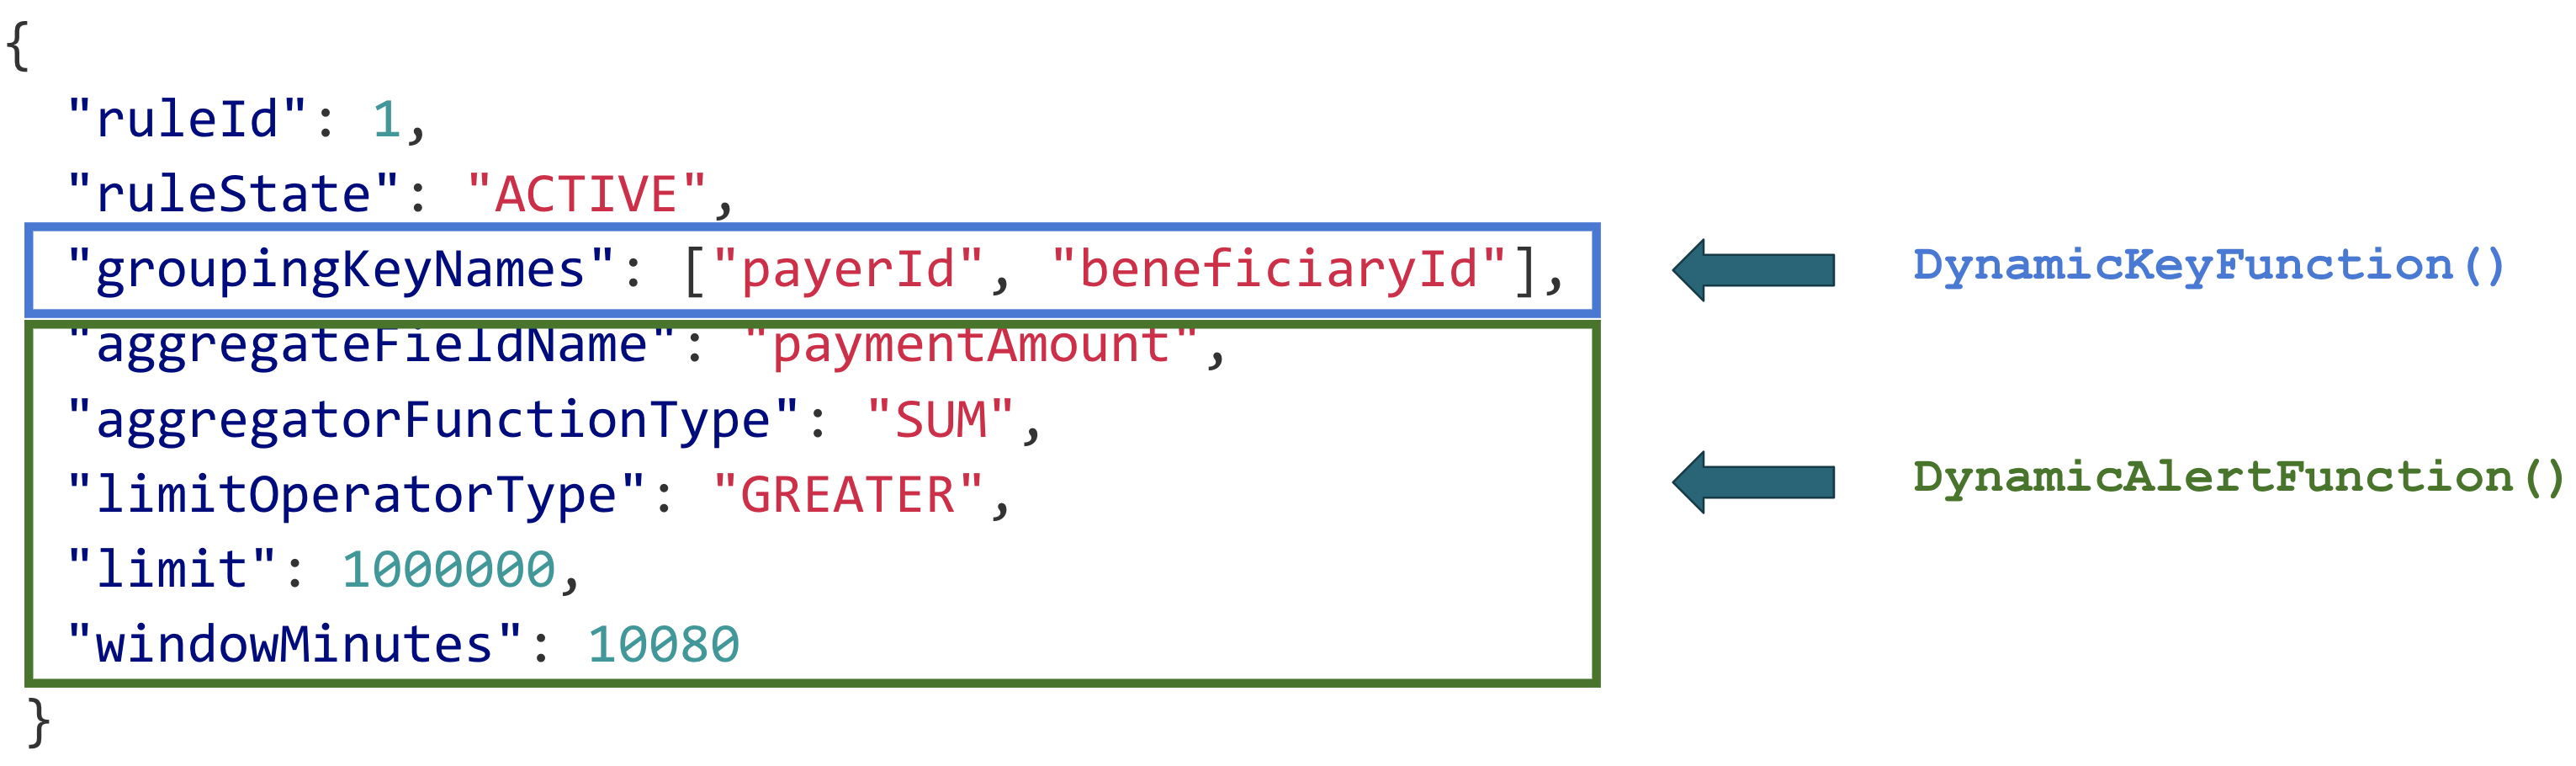 {
"ruleId": 1,
"ruleState": "ACTIVE",
"groupingKeyNames": ["payerId", "beneficiaryId"],
DynamicKeyFunction()
"aggregateFieldName": "paymentAmount",
"aggregatorFunctionType": "SUM",
"limitOperatorType": "GREATER",
DynamicAlertFunction()
"limit": 1000000,
"windowMinutes": 10080
}